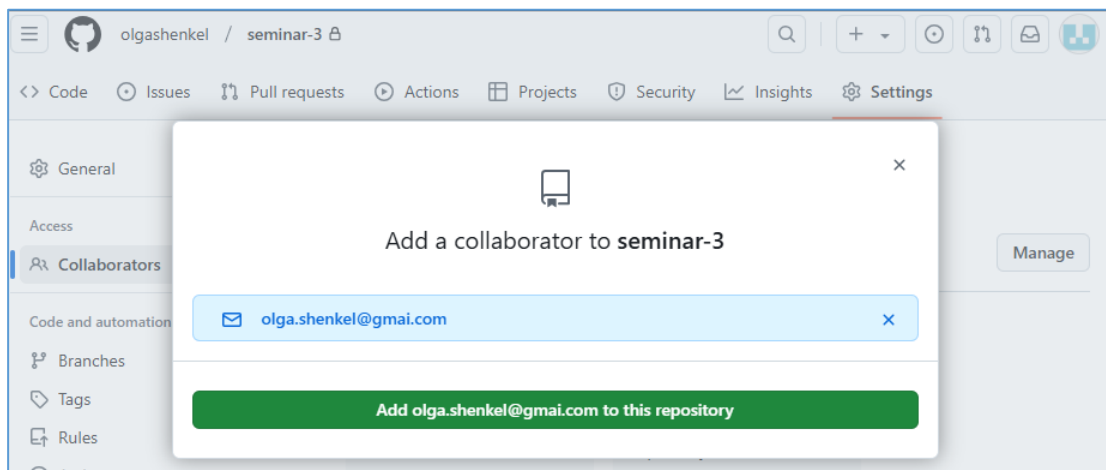 olgashenkel / seminar-3
Code Issues Pull requests Actions Projects Security Insights Settings
General
Access
Collaborators
Code and automation
Branches
Tags
Rules
Add a collaborator to seminar-3
olga.shenkel@gmai.com
Add olga.shenkel@gmai.com to this repository
Manage